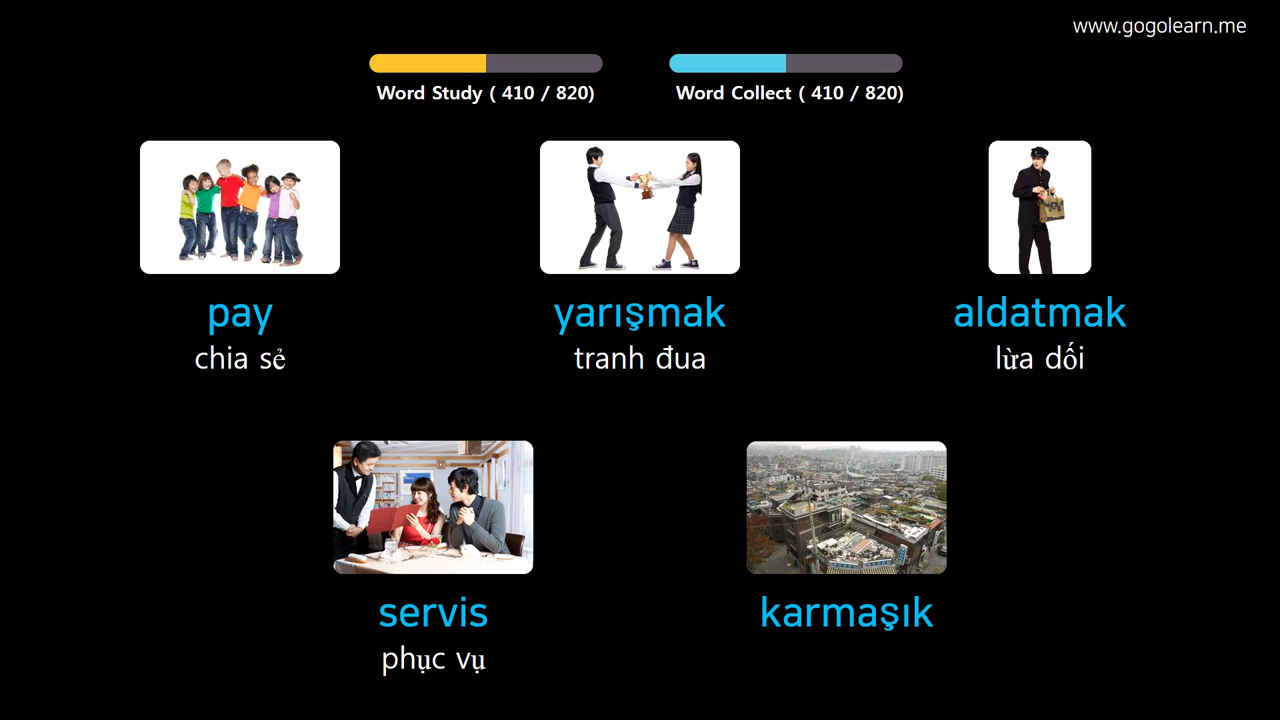 www.gogolearn.me
Word Study ( 410 / 820)
Word Collect ( 410 / 820)
pay
chia sẻ
yarışmak
tranh đua
aldatmak
lừa dối
servis
phục vụ
karmaşık